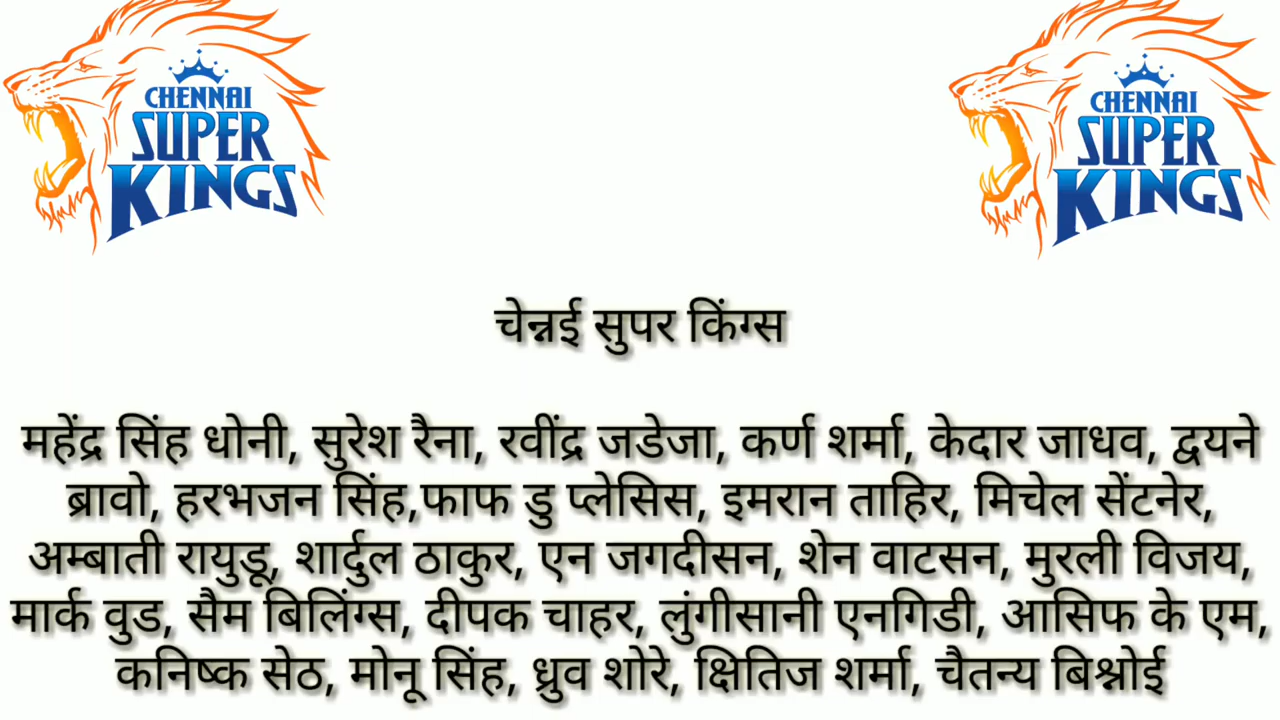 CHENNAI
SUPER
KINGS
CHENNAI
SUPER
KINGS
चेन्नई सुपर किंग्स
महेंद्र सिंह धोनी, सुरेश रैना, रवींद्र जडेजा, कर्ण शर्मा, केदार जाधव, द्वयने
ब्रावो, हरभजन सिंह,फाफ डु प्लेसिस, इमरान ताहिर, मिचेल सेंटनेर,
अम्बाती रायुडू, शार्दुल ठाकुर, एन जगदीसन, शेन वाटसन, मुरली विजय,
मार्क वुड, सैम बिलिंग्स, दीपक चाहर, लुंगीसानी एनगिडी, आसिफ के एम,
कनिष्क सेठ, मोनू सिंह, ध्रुव शोरे, क्षितिज शर्मा, चैतन्य बिश्नोई